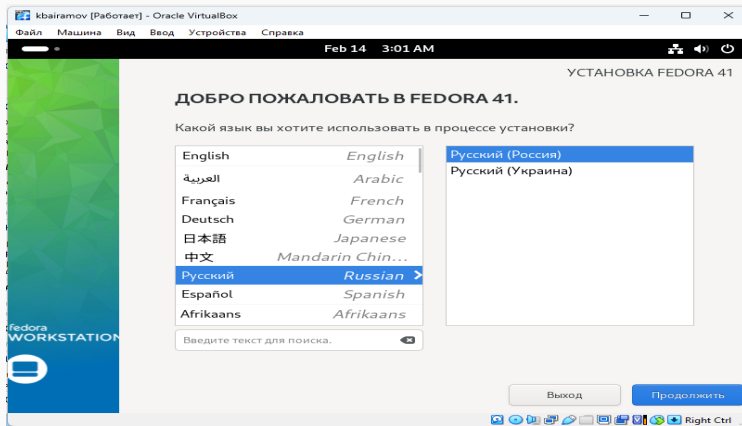 kbairamov [Работает] - Oracle VirtualBox
Файл Машина Вид Ввод Устройства Справка
Feb 14 3:01 AM
УСТАНОВКА FEDORA 41
ДОБРО ПОЖАЛОВАТЬ В FEDORA 41.
Какой язык вы хотите использовать в процессе установки?
English English
العربية Arabic
Français French
Deutsch German
日本語 Japanese
中文 Mandarin Chin...
Русский Russian
Español Spanish
Afrikaans Afrikaans
Русский (Россия)
Русский (Украина)
Введите текст для поиска.
fedora
WORKSTATION
Выход Продолжить
Right Ctrl